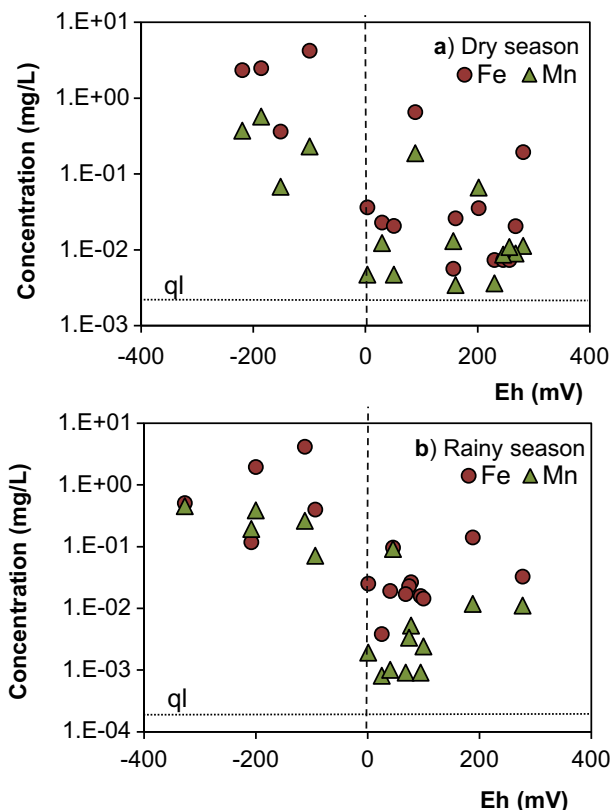 1.E+01
a) Dry season
Fe Mn
1.E+00
1.E-01
1.E-02
ql
1.E-03
Concentration (mg/L)
-400 -200 0 200 400
Eh (mV)
1.E+01
b) Rainy season
Fe Mn
1.E+00
1.E-01
1.E-02
1.E-03
ql
1.E-04
Concentration (mg/L)
-400 -200 0 200 400
Eh (mV)